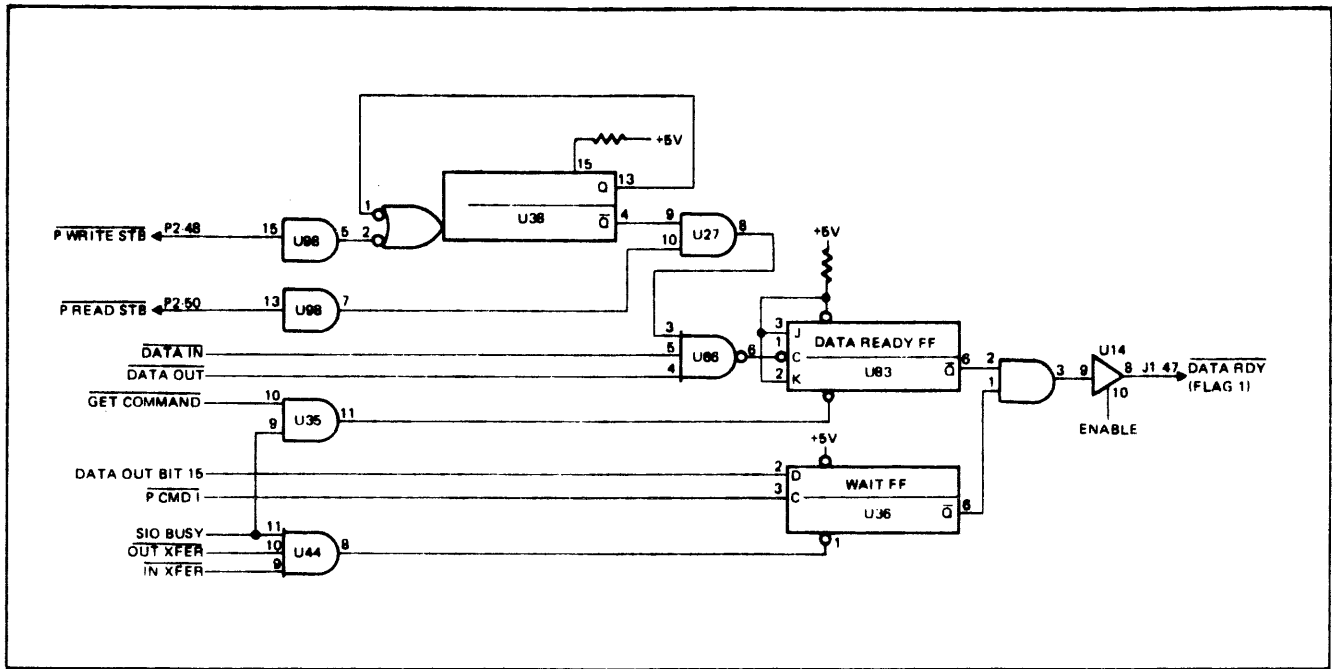 +5V
15
Q 13
1
U38
Q 4
2
P WRITE STB P2-48 15 U98 5
9
U27 8
10
P READ STB P2-50 13 U98 7
+5V
3
DATA IN 5
U66 6
DATA OUT 4
3 J DATA READY FF
1 C
2 K U83
Q 6
2
1
3
U14
9 8 J1 47 DATA RDY
(FLAG 1)
10
ENABLE
GET COMMAND 10
U35 11
9
+5V
DATA OUT BIT 15 2 D WAIT FF
P CMD 1 3 C
U36 Q 6
1
SIO BUSY 11
OUT XFER 10 U44 8
IN XFER 9